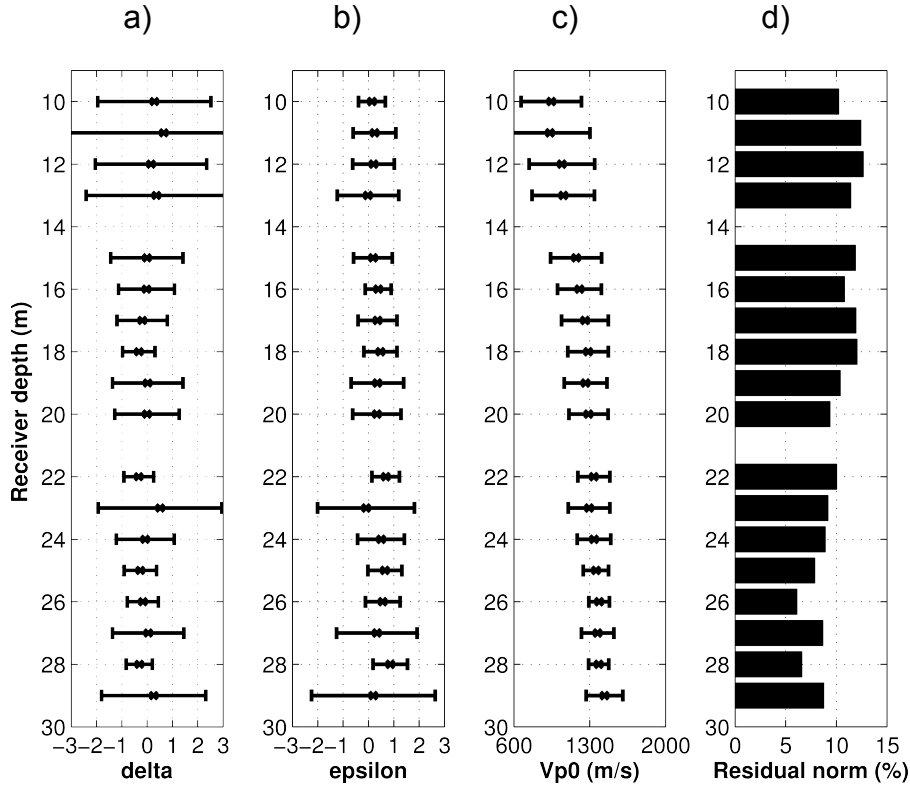 a) b) c) d)
10 10 10 10
12 12 12 12
14 14 14 14
16 16 16 16
18 18 18 18
20 20 20 20
22 22 22 22
24 24 24 24
26 26 26 26
28 28 28 28
30 30 30 30
Receiver depth (m)
−3−2−1 0 1 2 3 −3−2−1 0 1 2 3 600 1300 2000 0 5 10 15
delta epsilon Vp0 (m/s) Residual norm (%)